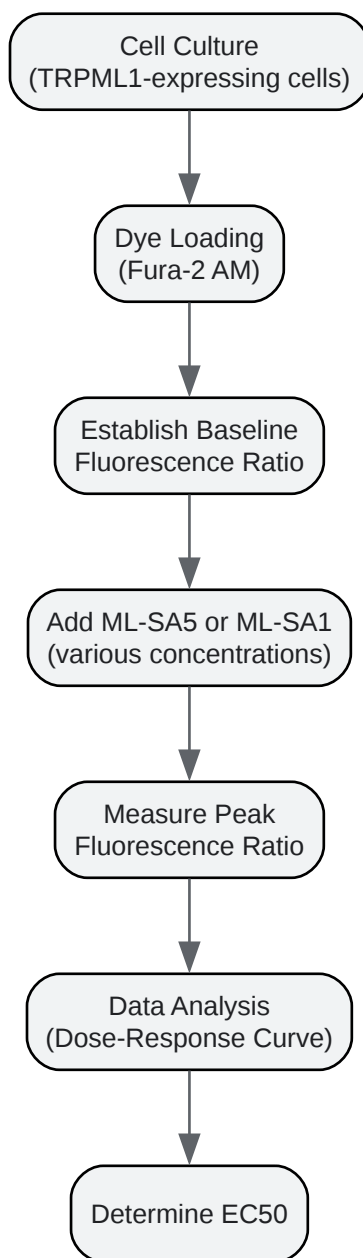 Cell Culture
(TRPML1-expressing cells)
Dye Loading
(Fura-2 AM)
Establish Baseline
Fluorescence Ratio
Add ML-SA5 or ML-SA1
(various concentrations)
Measure Peak
Fluorescence Ratio
Data Analysis
(Dose-Response Curve)
Determine EC50